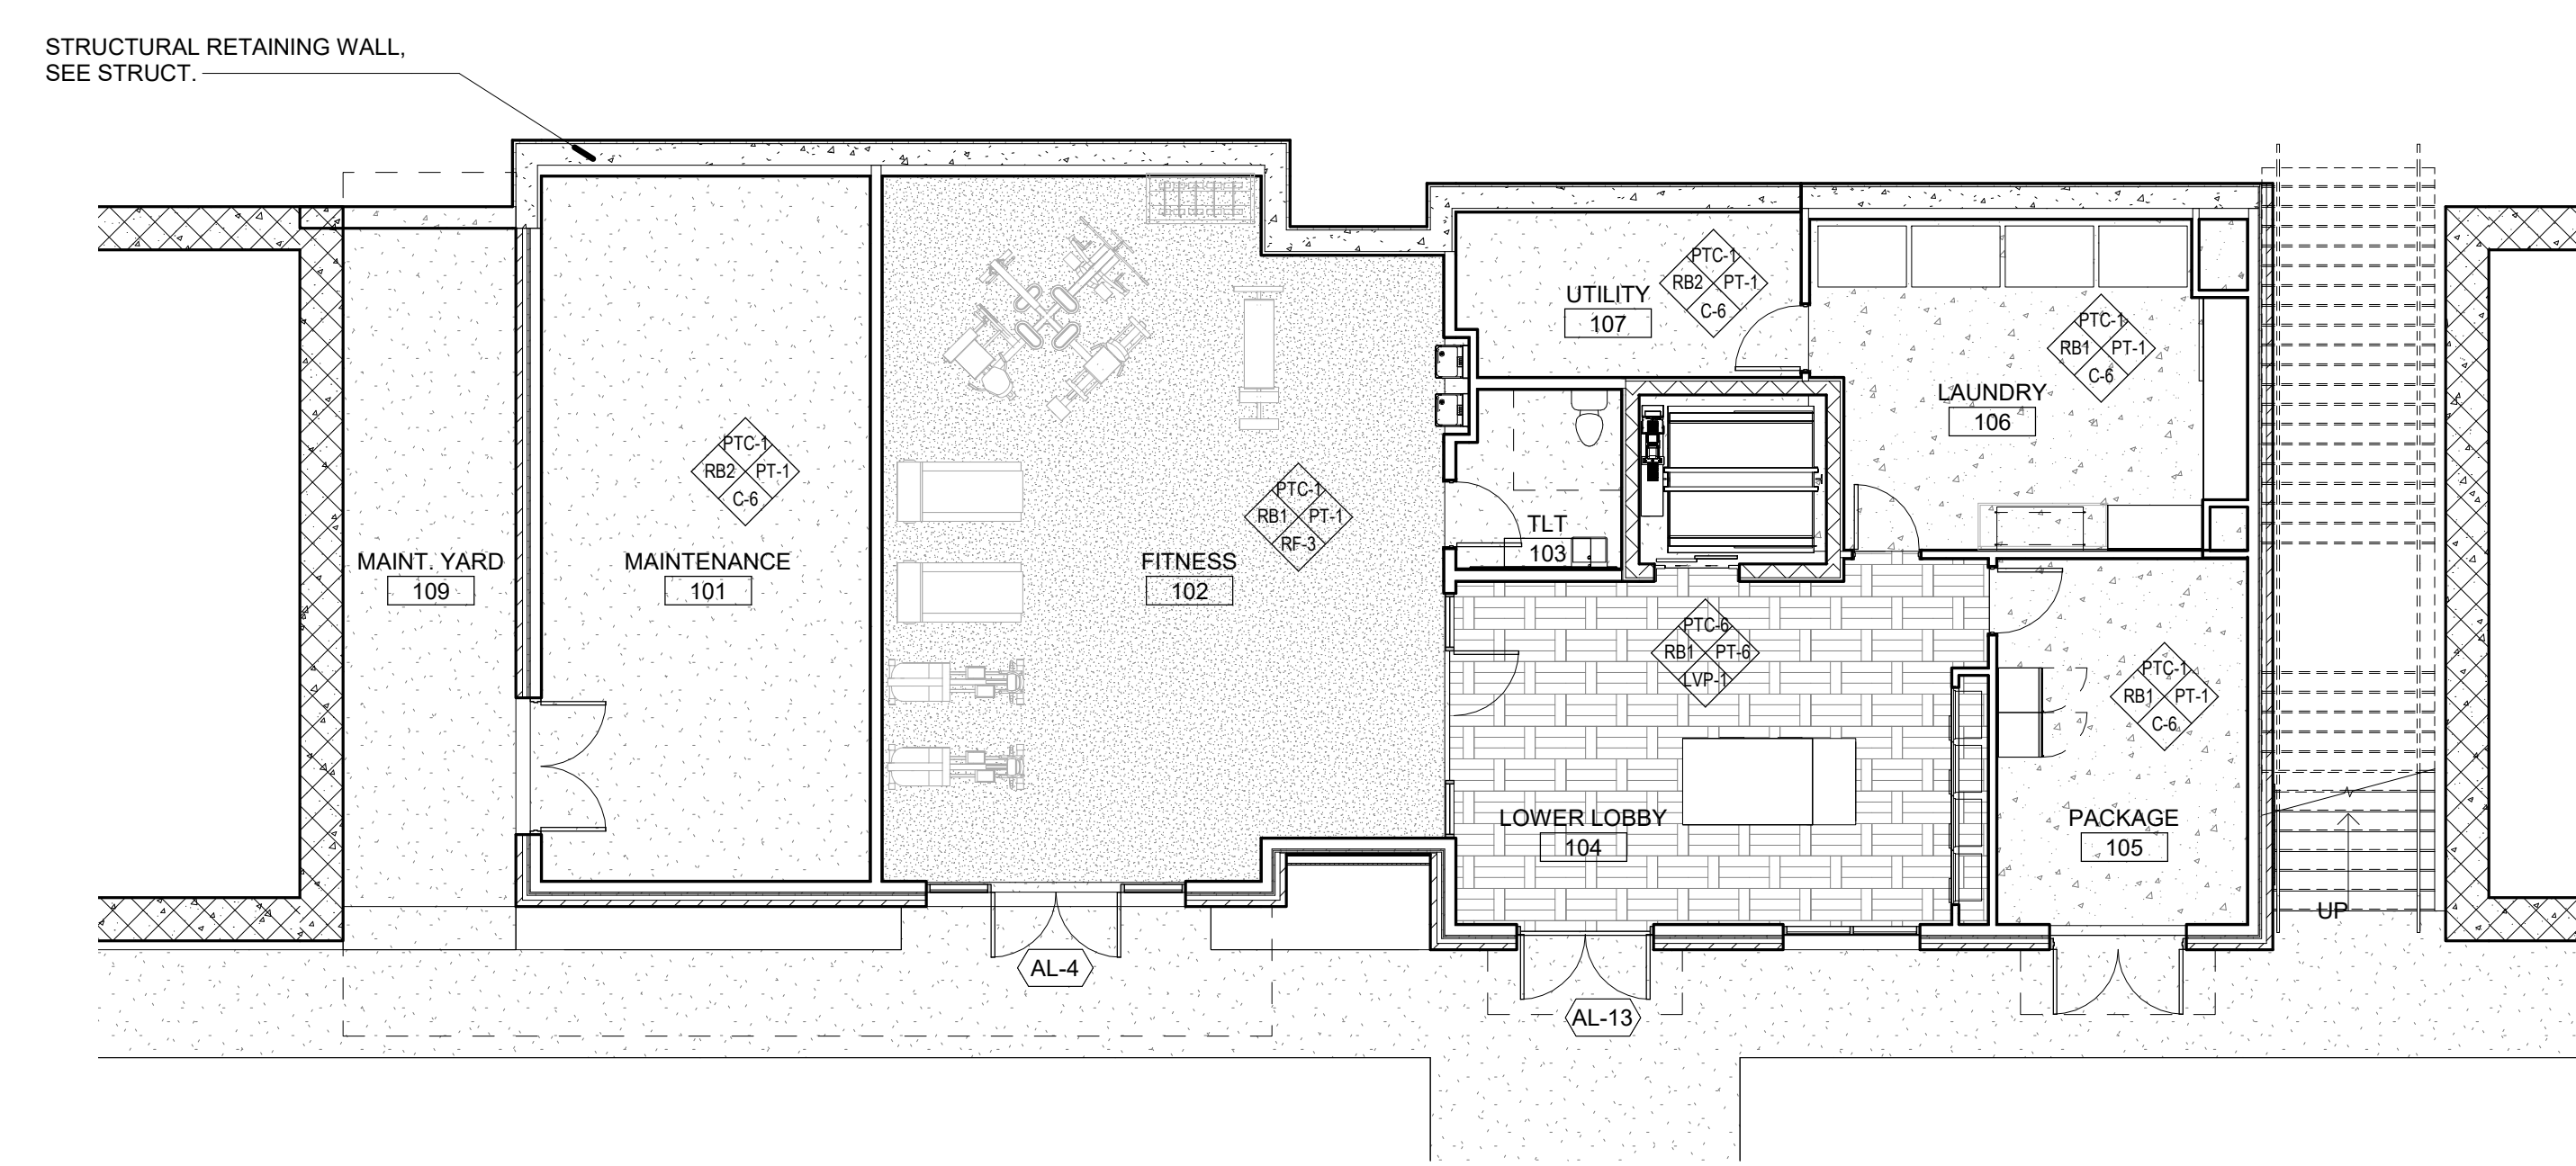 STRUCTURAL RETAINING WALL,
SEE STRUCT.
MAINT. YARD
109
MAINTENANCE
101
PTC-1
RB2 PT-1
C-6
FITNESS
102
PTC-1
RB1 PT-1
RF-3
UTILITY
107
PTC-1
RB2 PT-1
C-6
LAUNDRY
106
PTC-1
RB1 PT-1
C-6
TLT
103
LOWER LOBBY
104
PTC-6
RB1 PT-6
LVP-1
PACKAGE
105
PTC-1
RB1 PT-1
C-6
UP
AL-4
AL-13